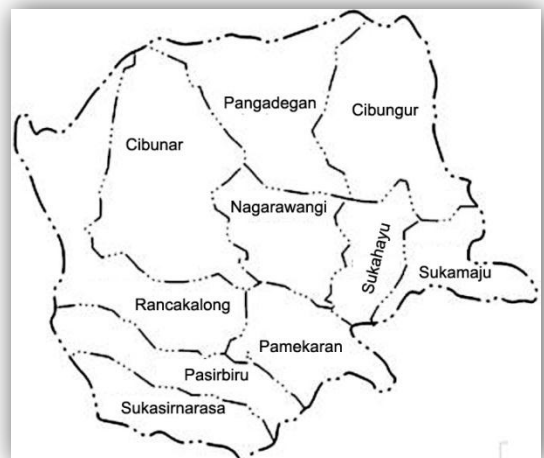 Pangadegan
Cibungur
Cibunar
Nagarawangi
Sukahayu
Sukamaju
Rancakalong
Pamekaran
Pasirbiru
Sukasirnarasa